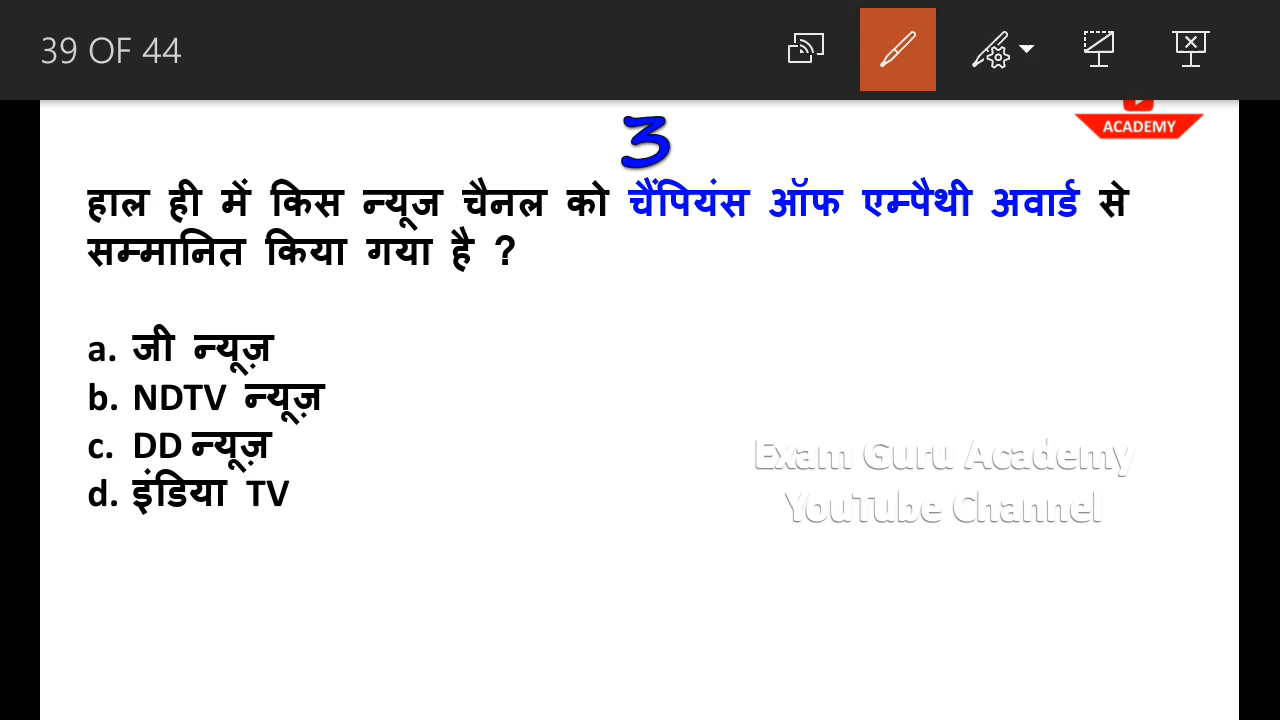 39 OF 44
ACADEMY
3
हाल ही में किस न्यूज चैनल को चैंपियंस ऑफ एम्पैथी अवार्ड से
सम्मानित किया गया है ?
a. जी न्यूज़
b. NDTV न्यूज़
c. DD न्यूज़
d. इंडिया TV
Exam Guru Academy
YouTube Channel